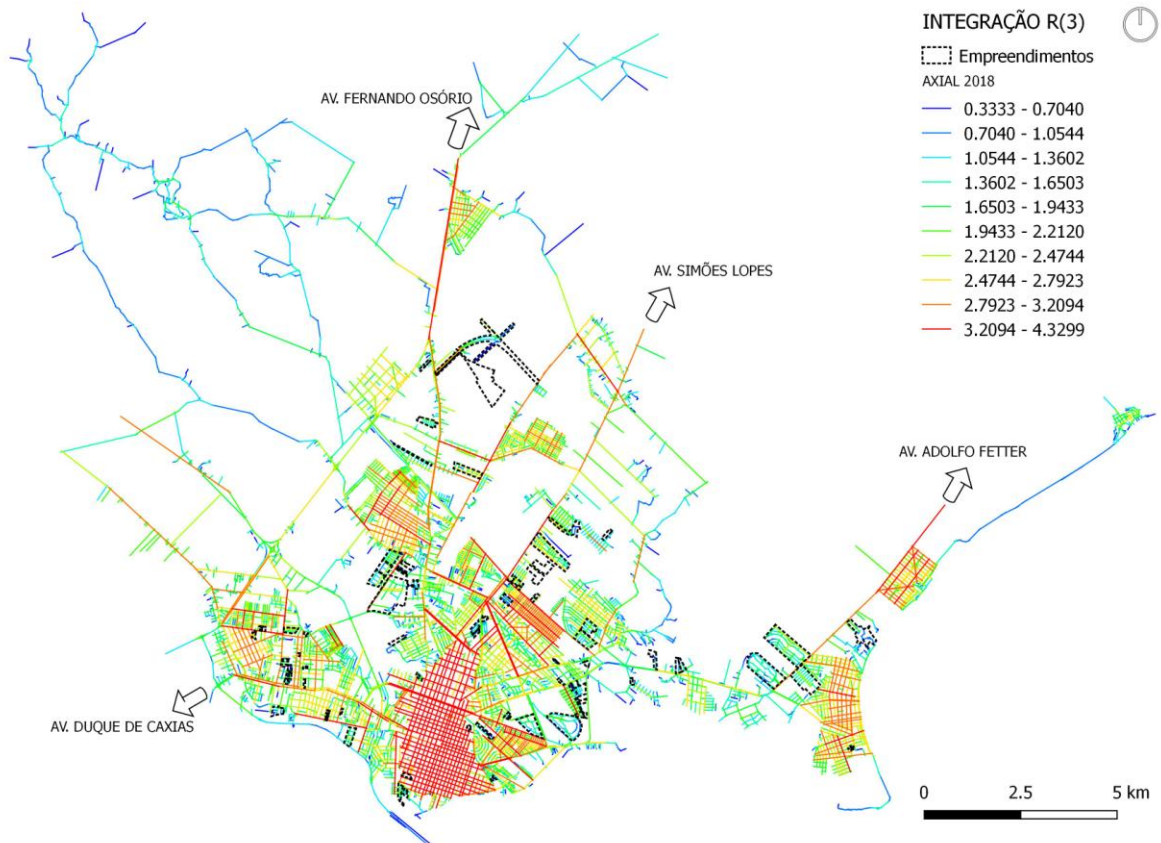 INTEGRAÇÃO R(3)
Empreendimentos
AXIAL 2018
0.3333 - 0.7040
0.7040 - 1.0544
1.0544 - 1.3602
1.3602 - 1.6503
1.6503 - 1.9433
1.9433 - 2.2120
2.2120 - 2.4744
2.4744 - 2.7923
2.7923 - 3.2094
3.2094 - 4.3299
AV. FERNANDO OSÓRIO
AV. SIMÕES LOPES
AV. ADOLFO FETTER
AV. DUQUE DE CAXIAS
0 2.5 5 km